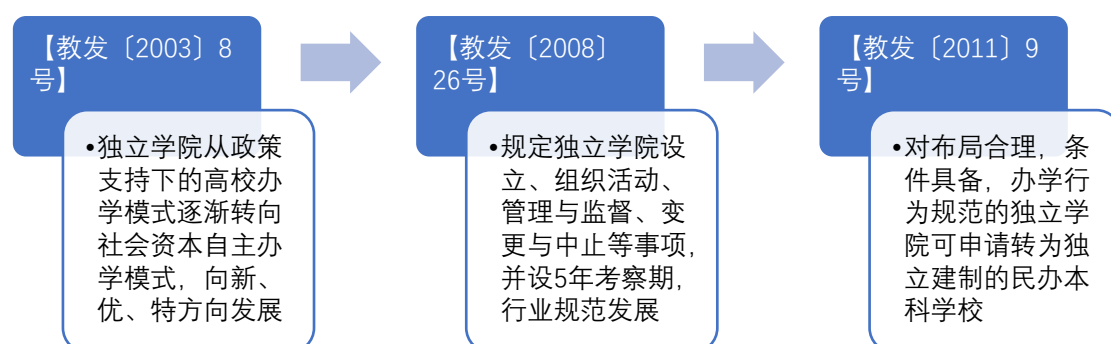 【教发〔2003〕8
号】
•独立学院从政策
支持下的高校办
学模式逐渐转向
社会资本自主办
学模式，向新、
优、特方向发展
【教发〔2008〕
26号】
•规定独立学院设
立、组织活动、
管理与监督、变
更与中止等事项，
并设5年考察期，
行业规范发展
【教发〔2011〕9
号】
•对布局合理，条
件具备，办学行
为规范的独立学
院可申请转为独
立建制的民办本
科学校